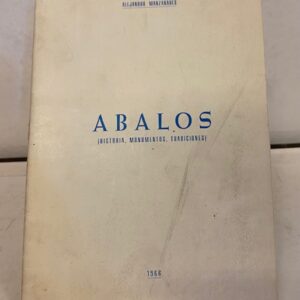 ALEJANDRO MANZANARES
ABALOS
(HISTORIA, MONUMENTOS, TRADICIONES)
1966